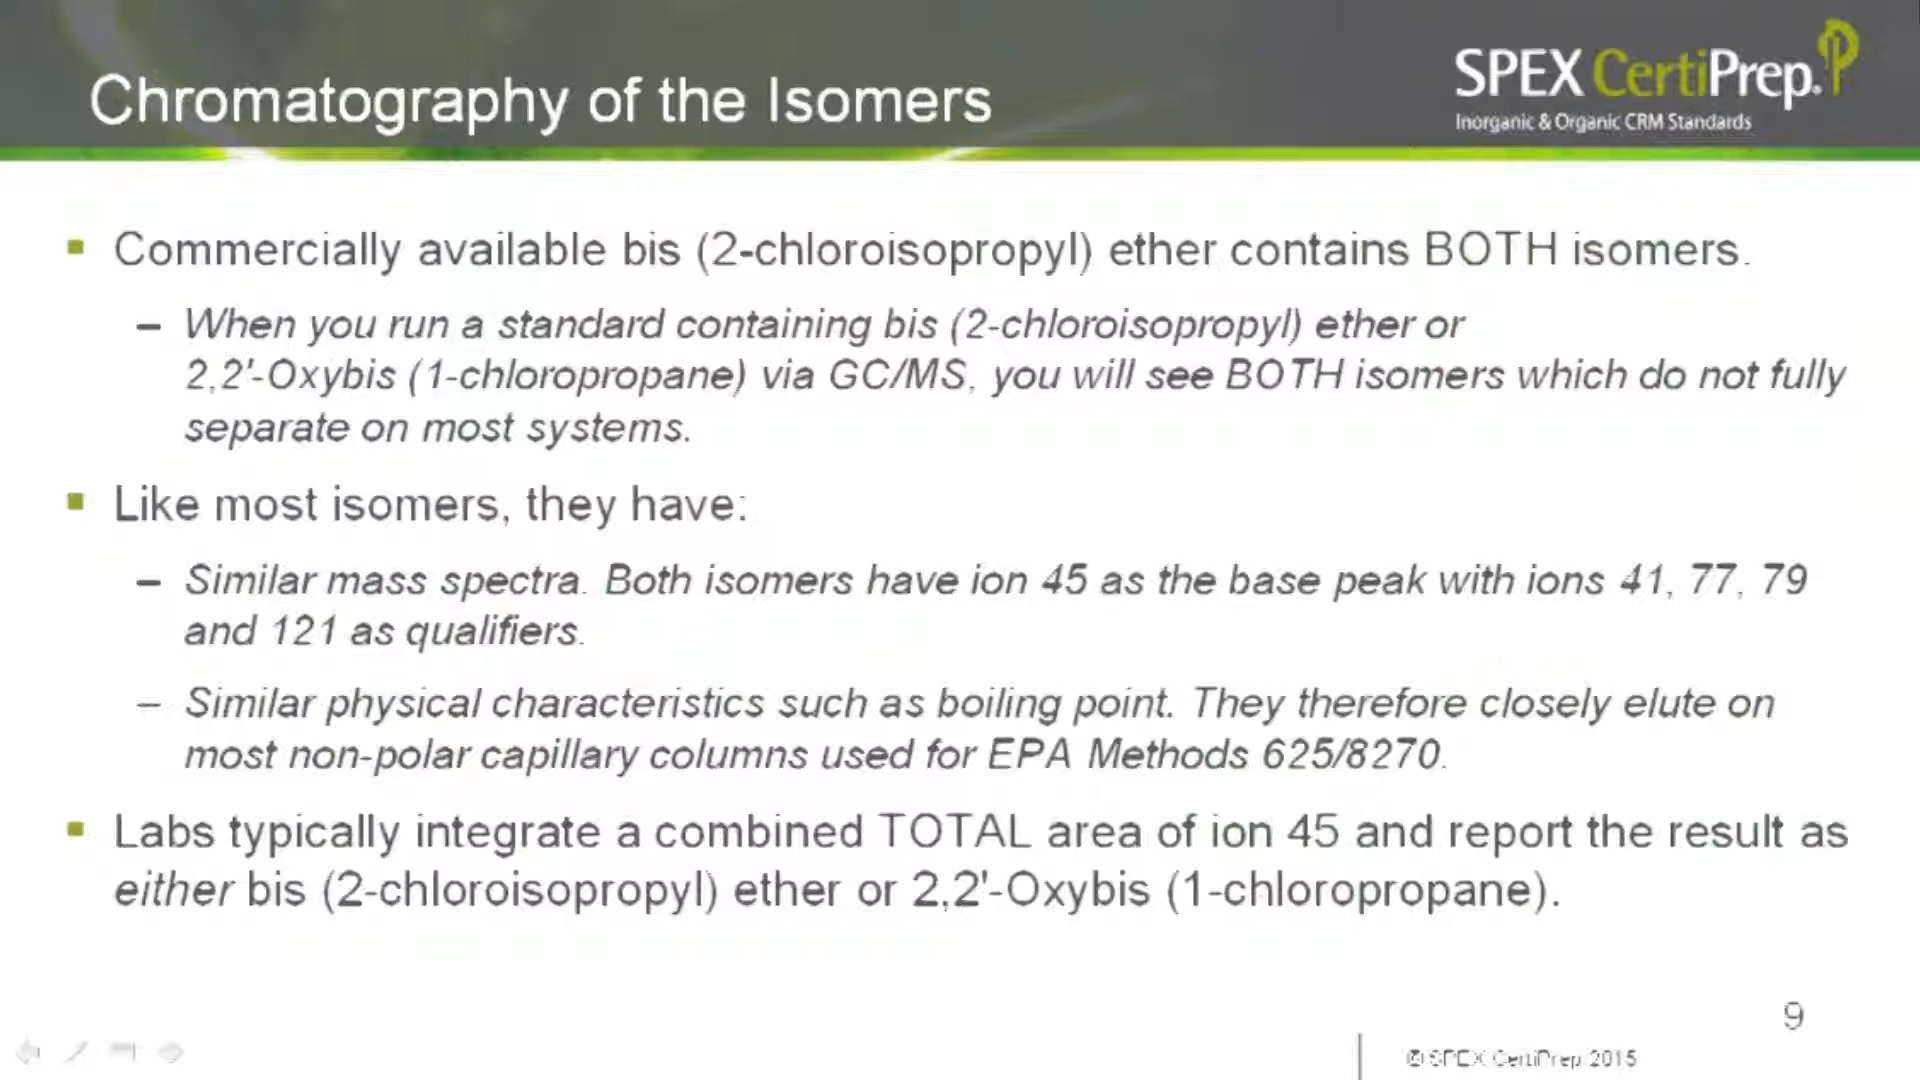 Chromatography of the Isomers
SPEX CertiPrep.
Inorganic & Organic CRM Standards
▪ Commercially available bis (2-chloroisopropyl) ether contains BOTH isomers.
– When you run a standard containing bis (2-chloroisopropyl) ether or
2,2'-Oxybis (1-chloropropane) via GC/MS, you will see BOTH isomers which do not fully
separate on most systems.
▪ Like most isomers, they have:
– Similar mass spectra. Both isomers have ion 45 as the base peak with ions 41, 77, 79
and 121 as qualifiers.
– Similar physical characteristics such as boiling point. They therefore closely elute on
most non-polar capillary columns used for EPA Methods 625/8270.
▪ Labs typically integrate a combined TOTAL area of ion 45 and report the result as
either bis (2-chloroisopropyl) ether or 2,2'-Oxybis (1-chloropropane).
9
© SPEX CertiPrep 2015